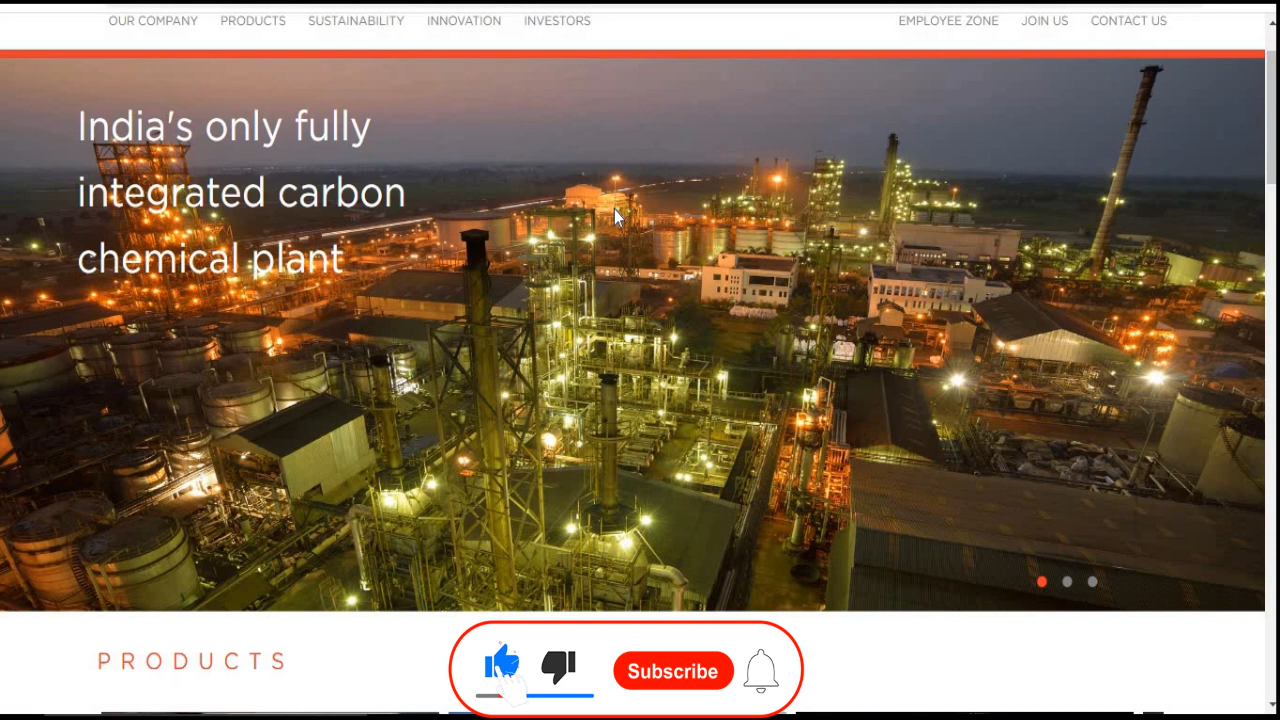 OUR COMPANY PRODUCTS SUSTAINABILITY INNOVATION INVESTORS EMPLOYEE ZONE JOIN US CONTACT US
India's only fully
integrated carbon
chemical plant
PRODUCTS
Subscribe